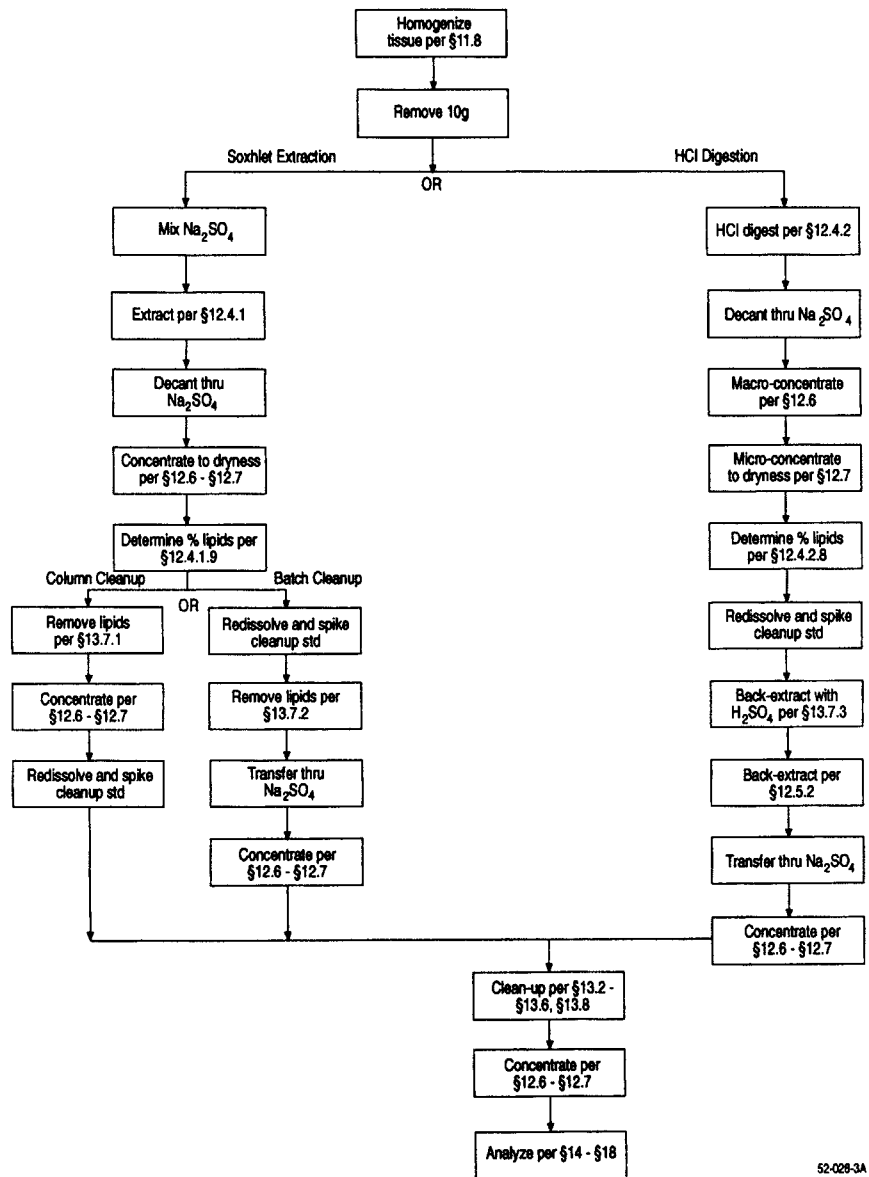 Homogenize
tissue per §11.8
Remove 10g
Soxhlet Extraction
HCl Digestion
OR
Mix Na₂SO₄
Extract per §12.4.1
Decant thru
Na₂SO₄
Concentrate to dryness
per §12.6 - §12.7
Determine % lipids per
§12.4.1.9
Column Cleanup
Batch Cleanup
OR
Remove lipids
per §13.7.1
Concentrate per
§12.6 - §12.7
Redissolve and spike
cleanup std
Redissolve and spike
cleanup std
Remove lipids per
§13.7.2
Transfer thru
Na₂SO₄
Concentrate per
§12.6 - §12.7
HCl digest per §12.4.2
Decant thru Na₂SO₄
Macro-concentrate
per §12.6
Micro-concentrate
to dryness per §12.7
Determine % lipids
per §12.4.2.8
Redissolve and spike
cleanup std
Back-extract with
H₂SO₄ per §13.7.3
Back-extract per
§12.5.2
Transfer thru Na₂SO₄
Concentrate per
§12.6 - §12.7
Clean-up per §13.2 -
§13.6, §13.8
Concentrate per
§12.6 - §12.7
Analyze per §14 - §18
52-026-3A